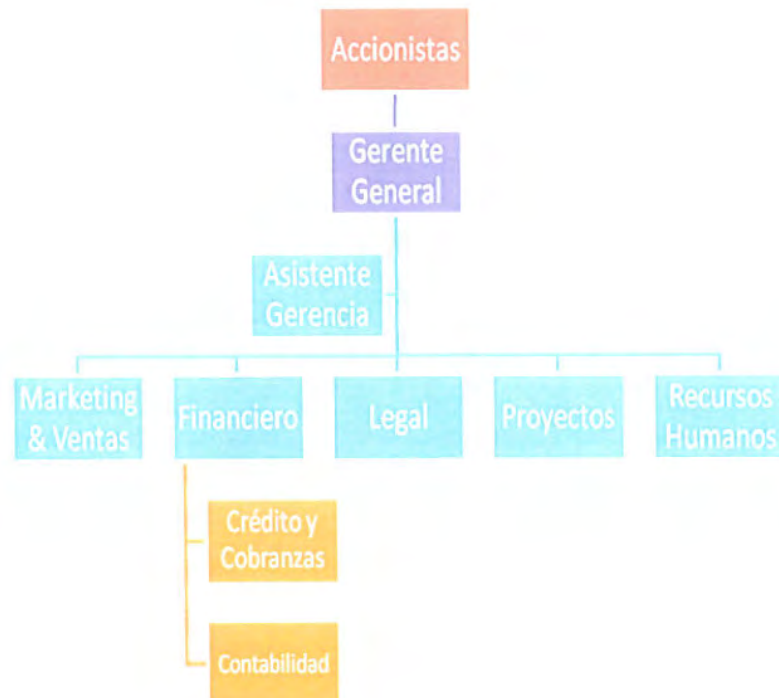 Accionistas
Gerente
General
Asistente
Gerencia
Marketing
& Ventas
Financiero
Legal
Proyectos
Recursos
Humanos
Crédito y
Cobranzas
Contabilidad